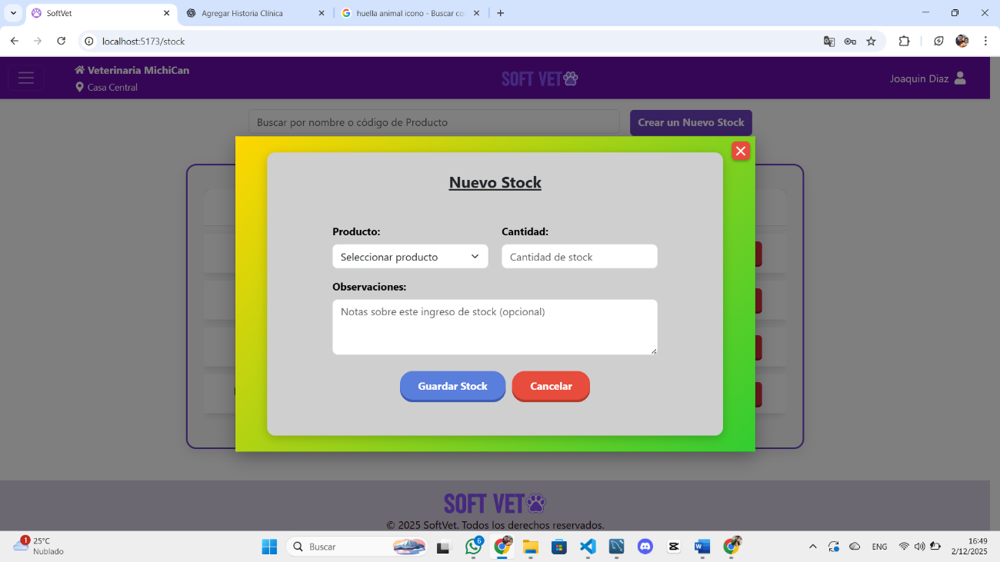 SoftVet
Agregar Historia Clínica
huella animal icono - Buscar co
localhost:5173/stock
Veterinaria MichiCan
Casa Central
SOFT VET
Joaquin Diaz
Buscar por nombre o código de Producto
Crear un Nuevo Stock
Nuevo Stock
Producto:
Cantidad:
Seleccionar producto
Cantidad de stock
Observaciones:
Notas sobre este ingreso de stock (opcional)
Guardar Stock
Cancelar
SOFT VET
© 2025 SoftVet. Todos los derechos reservados.
1
25°C
Nublado
Buscar
6
ENG
16:49
2/12/2025